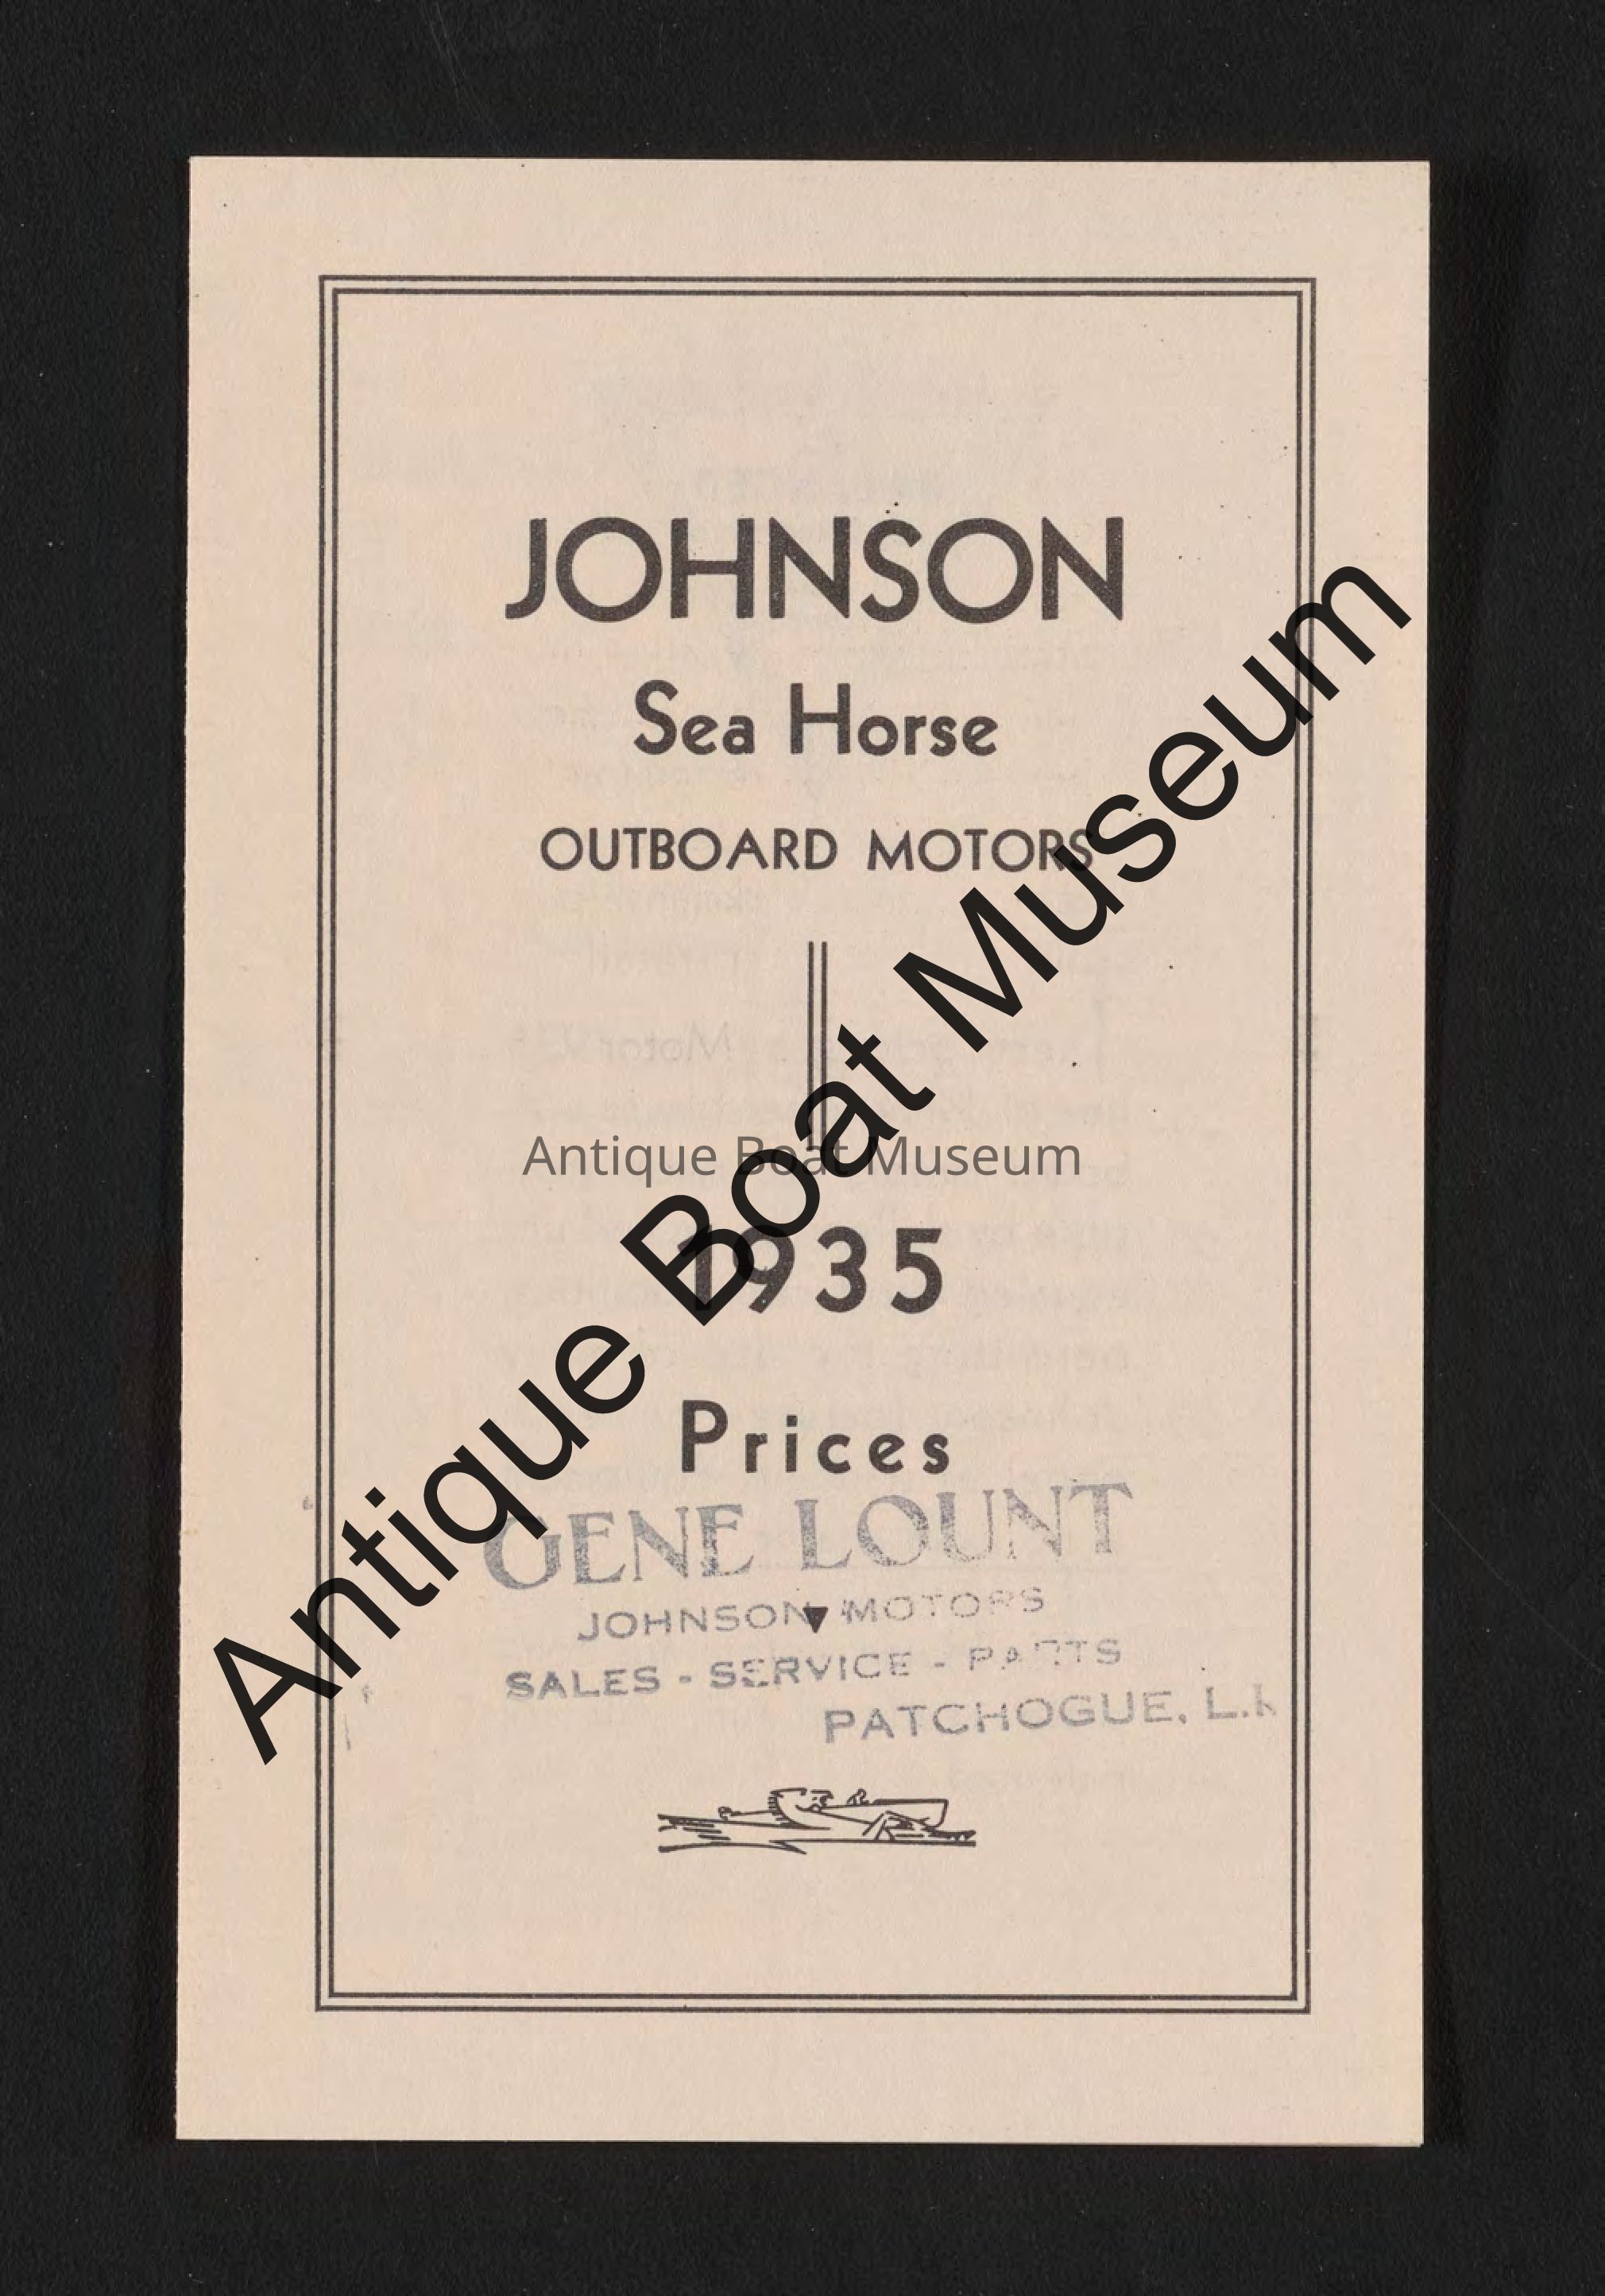 JOHNSON
Sea Horse
OUTBOARD MOTORS
Antique Boat Museum
Antique Boat Museum
1935
Prices
GENE LOUNT
JOHNSON MOTORS
SALES - SERVICE - PARTS
PATCHOGUE, L.I.